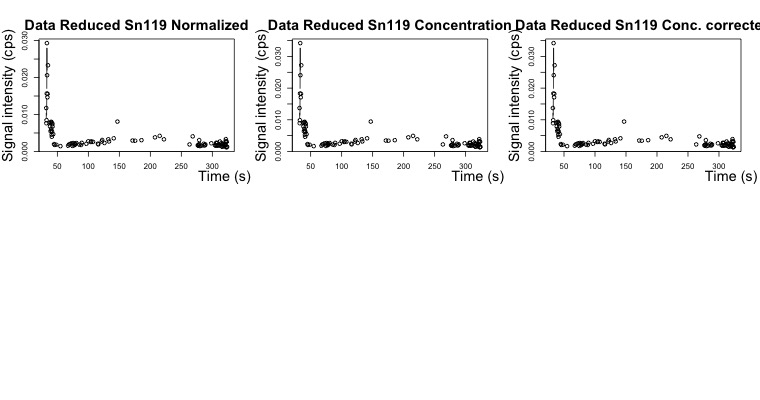 Data Reduced Sn119 Normalized
Signal intensity (cps)
0.000 0.010 0.020 0.030
50 100 150 200 250 300
Time (s)
Data Reduced Sn119 Concentration
Signal intensity (cps)
0.000 0.010 0.020 0.030
50 100 150 200 250 300
Time (s)
Data Reduced Sn119 Conc. correcte
Signal intensity (cps)
0.000 0.010 0.020 0.030
50 100 150 200 250 300
Time (s)